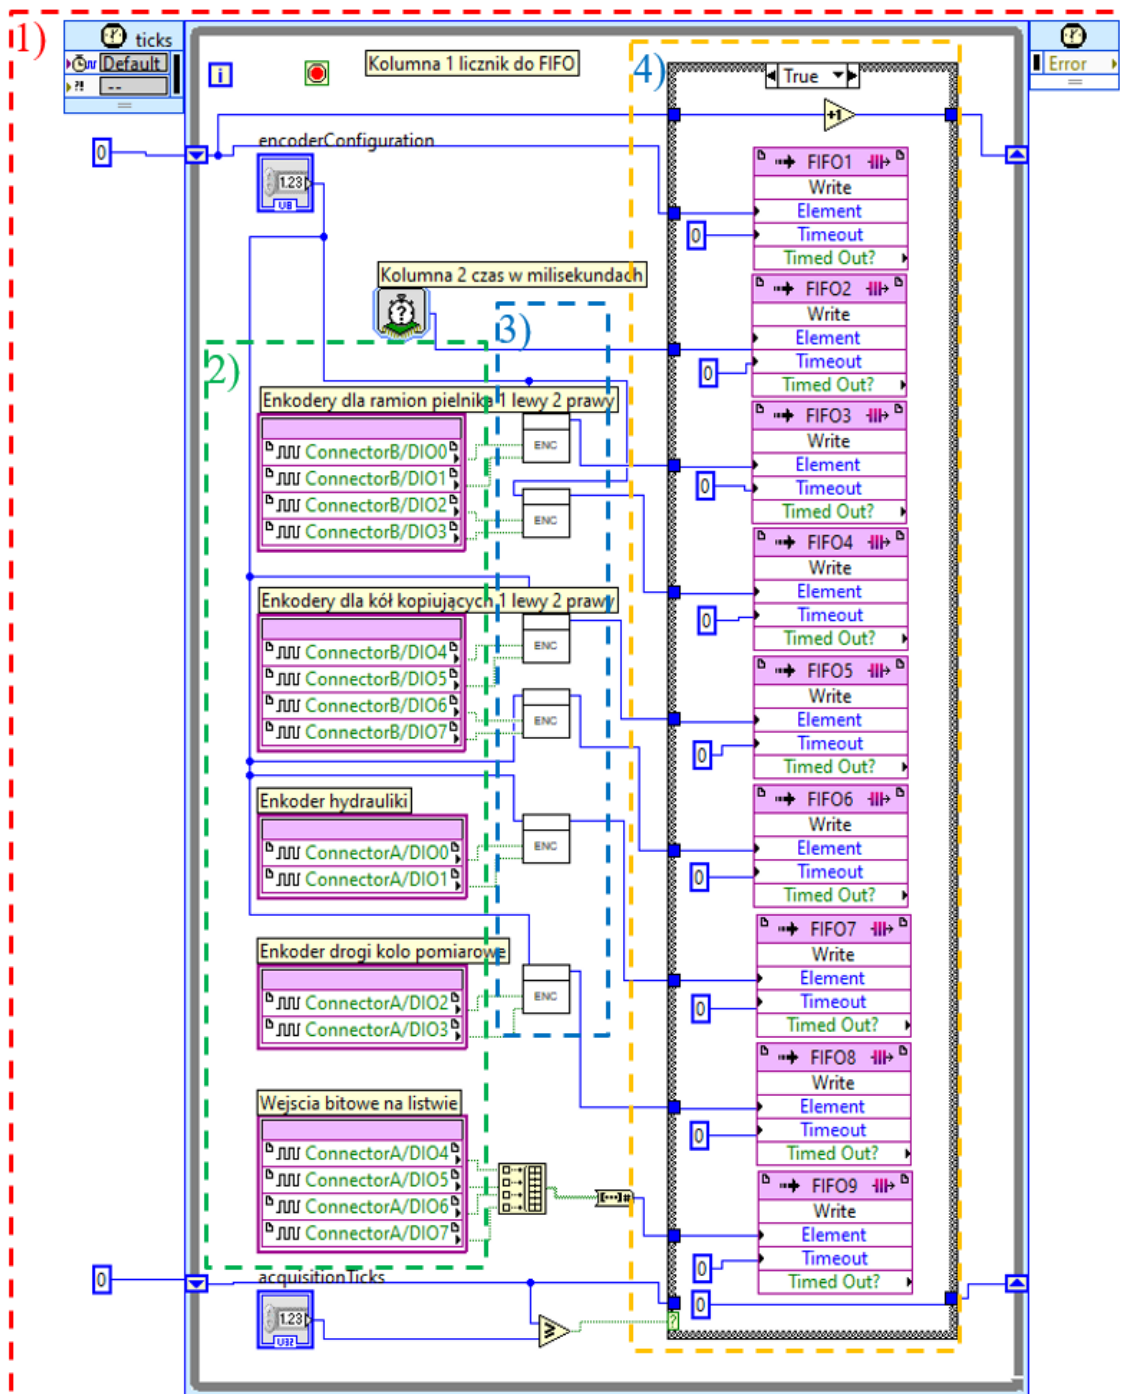 1)
ticks
Default
--
Error
i
Kolumna 1 licznik do FIFO
4)
True
+1
0
encoderConfiguration
1.23
U8
FIFO1
Write
Element
0
Timeout
Timed Out?
Kolumna 2 czas w milisekundach
?
FIFO2
Write
Element
0
Timeout
Timed Out?
3)
2)
Enkodery dla ramion pielnika 1 lewy 2 prawy
ConnectorB/DIO0
ConnectorB/DIO1
ConnectorB/DIO2
ConnectorB/DIO3
ENC
ENC
FIFO3
Write
Element
0
Timeout
Timed Out?
FIFO4
Write
Element
0
Timeout
Timed Out?
Enkodery dla kół kopiujących 1 lewy 2 prawy
ConnectorB/DIO4
ConnectorB/DIO5
ConnectorB/DIO6
ConnectorB/DIO7
ENC
ENC
FIFO5
Write
Element
0
Timeout
Timed Out?
Enkoder hydrauliki
ConnectorA/DIO0
ConnectorA/DIO1
ENC
FIFO6
Write
Element
0
Timeout
Timed Out?
Enkoder drogi kolo pomiarowe
ConnectorA/DIO2
ConnectorA/DIO3
ENC
FIFO7
Write
Element
0
Timeout
Timed Out?
FIFO8
Write
Element
0
Timeout
Timed Out?
Wejscia bitowe na listwie
ConnectorA/DIO4
ConnectorA/DIO5
ConnectorA/DIO6
ConnectorA/DIO7
FIFO9
Write
Element
0
Timeout
Timed Out?
0
acquisitionTicks
1.23
U32
≥
0
?